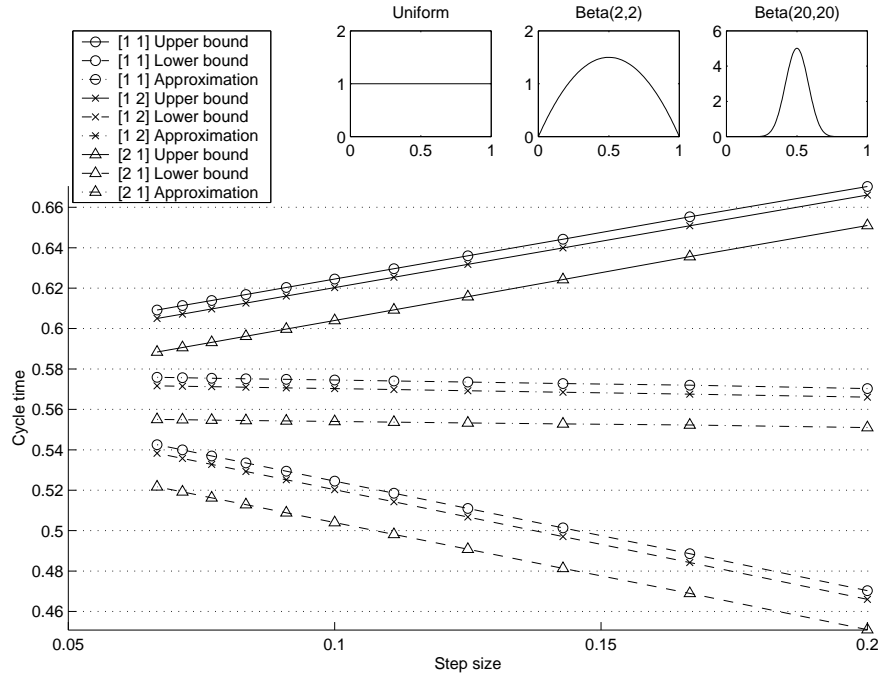 Uniform
Beta(2,2)
Beta(20,20)
[1 1] Upper bound
[1 1] Lower bound
[1 1] Approximation
[1 2] Upper bound
[1 2] Lower bound
[1 2] Approximation
[2 1] Upper bound
[2 1] Lower bound
[2 1] Approximation
2
1
0
0 0.5 1
2
1
0
0 0.5 1
6
4
2
0
0 0.5 1
0.66
0.64
0.62
0.6
0.58
0.56
0.54
0.52
0.5
0.48
0.46
Cycle time
0.05 0.1 0.15 0.2
Step size